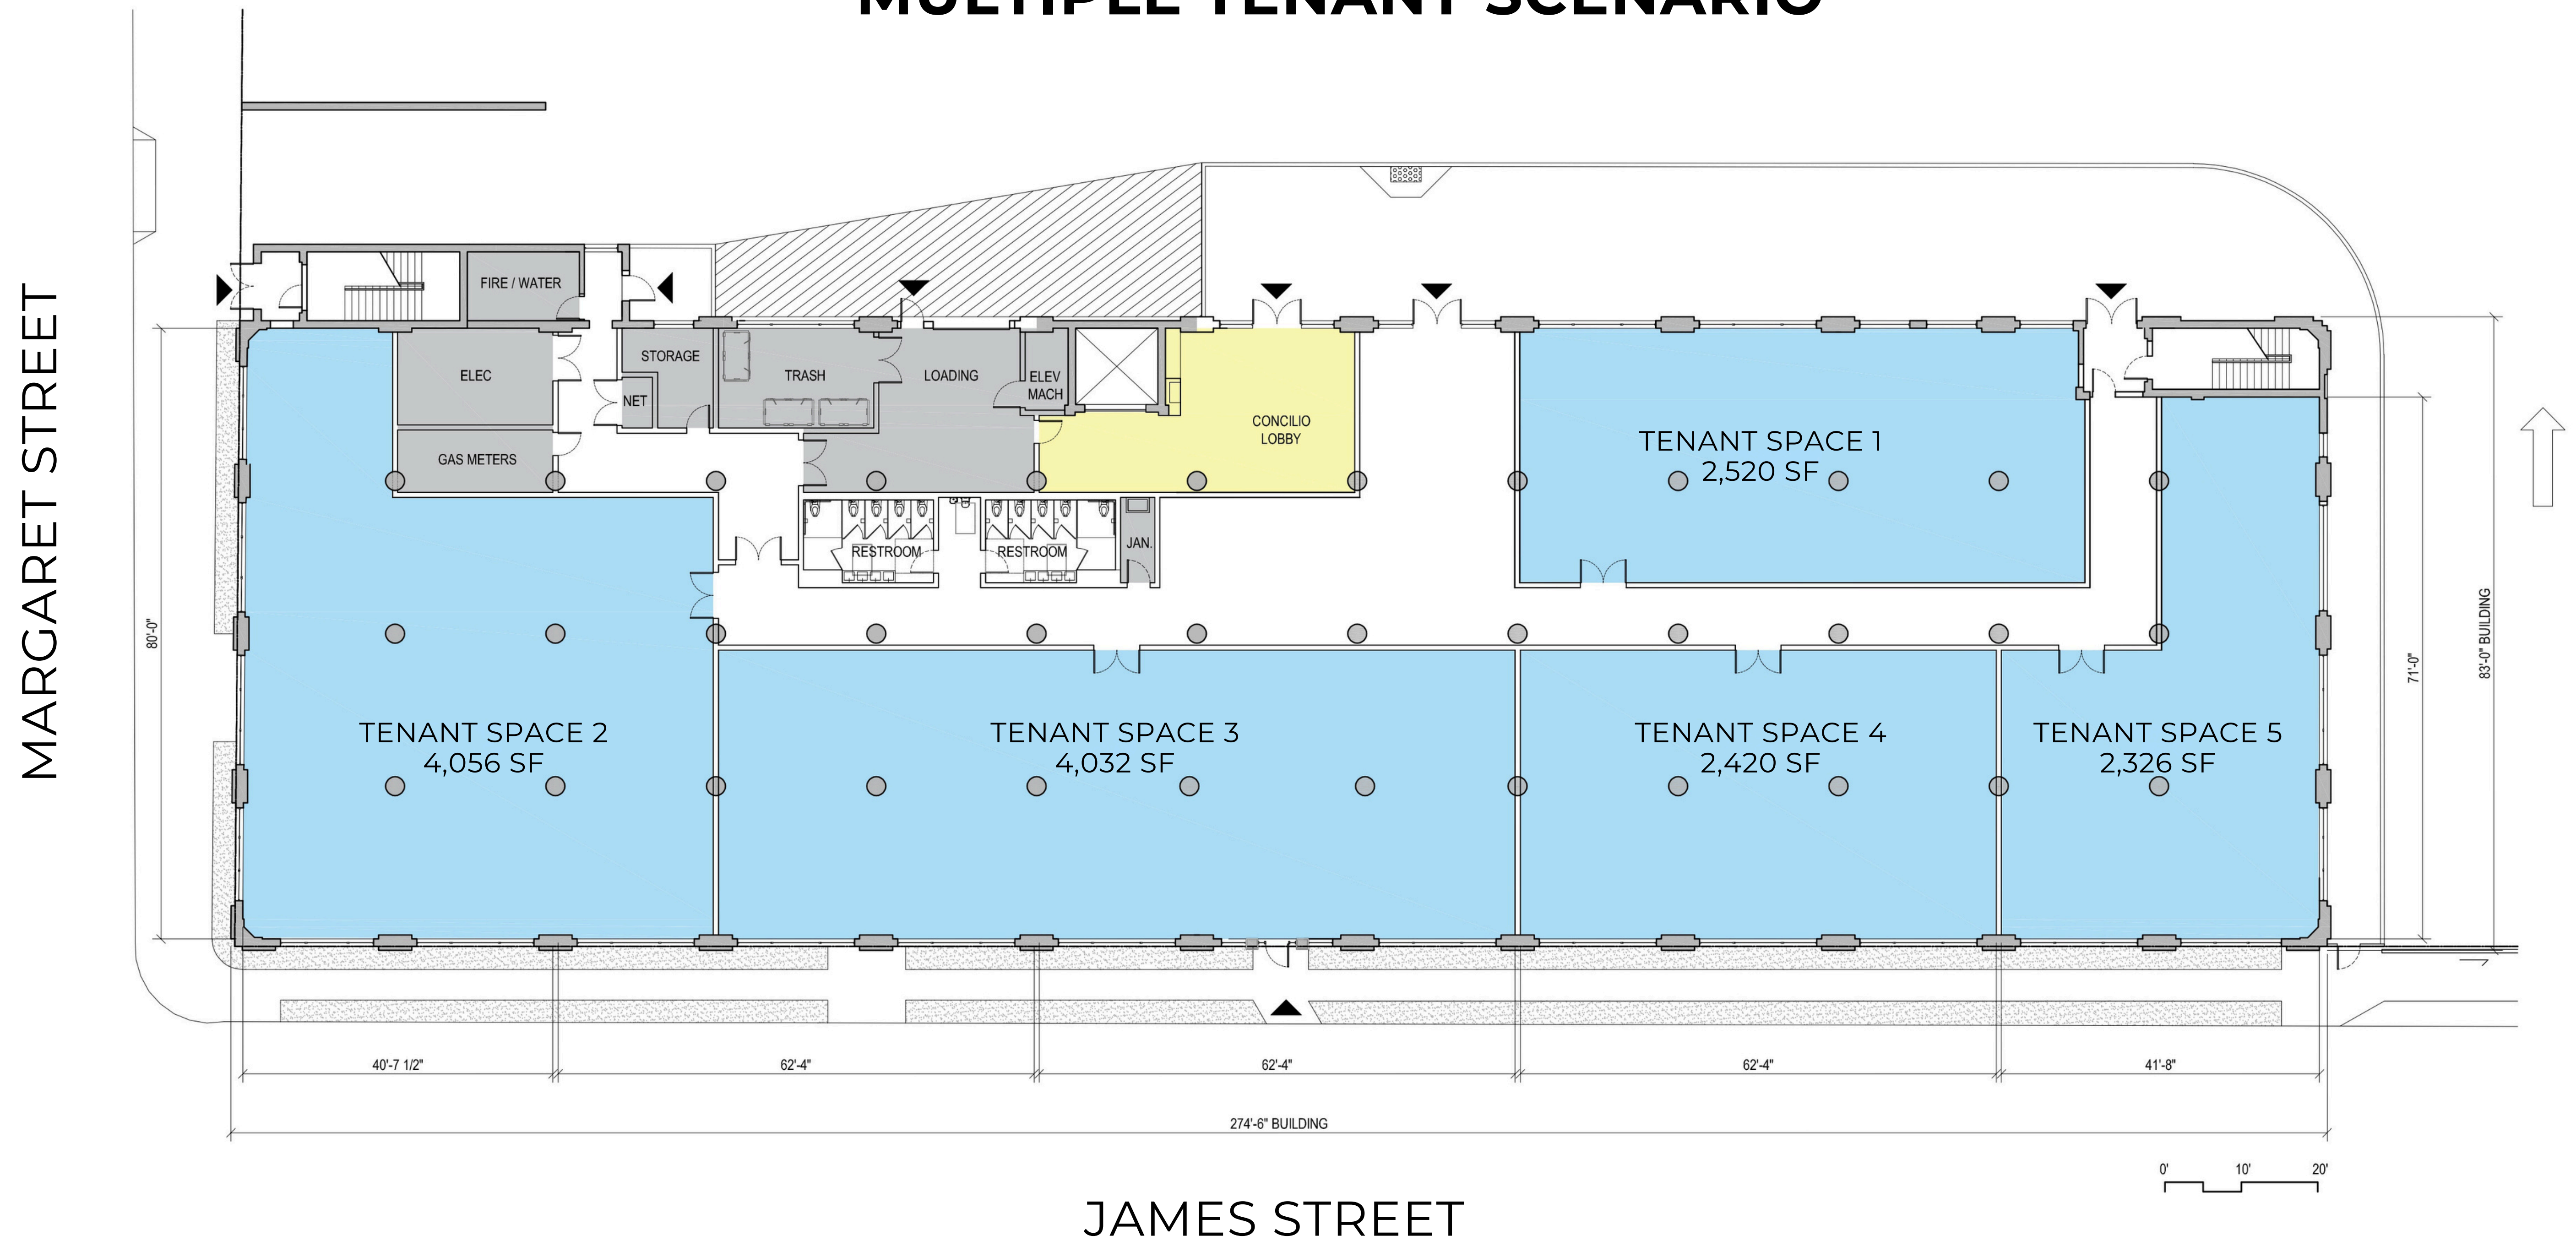 MULTIPLE TENANT SCENARIO
MARGARET STREET
FIRE / WATER
ELEC
GAS METERS
STORAGE
NET
TRASH
LOADING
ELEV
MACH
CONCILIO
LOBBY
RESTROOM
RESTROOM
JAN.
TENANT SPACE 1
2,520 SF
TENANT SPACE 2
4,056 SF
TENANT SPACE 3
4,032 SF
TENANT SPACE 4
2,420 SF
TENANT SPACE 5
2,326 SF
80'-0"
71'-0"
83'-0" BUILDING
40'-7 1/2"
62'-4"
62'-4"
62'-4"
41'-8"
274'-6" BUILDING
0'
10'
20'
JAMES STREET